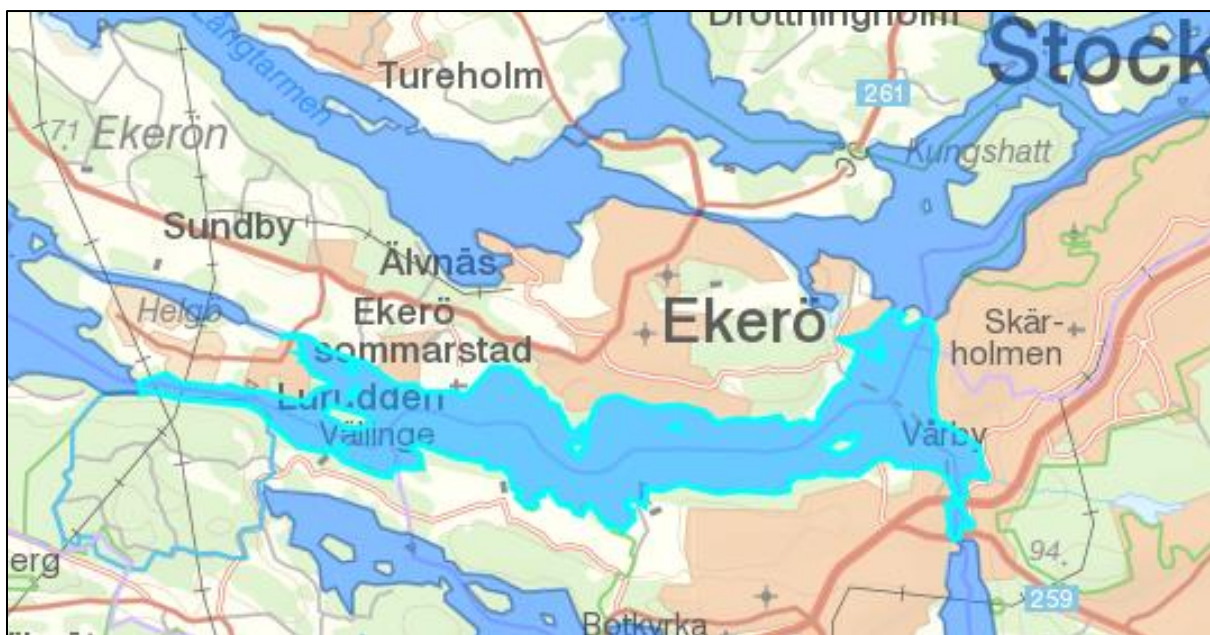 Drottningholm
Stock
Långtarmen
Tureholm
261
71
Ekerön
Kungshatt
Sundby
Älvnäs
Helgö
Ekerö
sommarstad
Ekerö
Skär-
holmen
Lurudden
Vällinge
Vårby
94
erg
259
Botkyrka